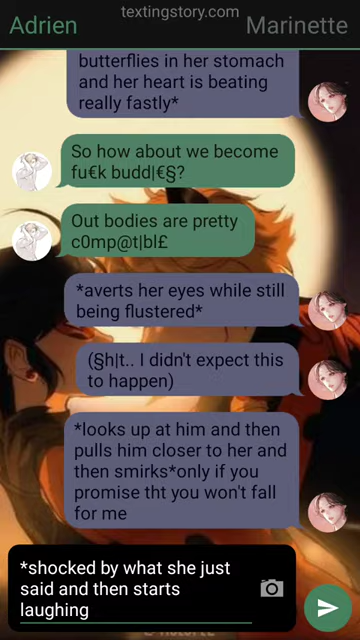 textingstory.com
Adrien
Marinette
butterflies in her stomach
and her heart is beating
really fastly*
So how about we become
fu€k budd|€§?
Out bodies are pretty
c0mp@t|bl£
*averts her eyes while still
being flustered*
(§h|t.. I didn't expect this
to happen)
*looks up at him and then
pulls him closer to her and
then smirks*only if you
promise tht you won't fall
for me
*shocked by what she just
said and then starts
laughing